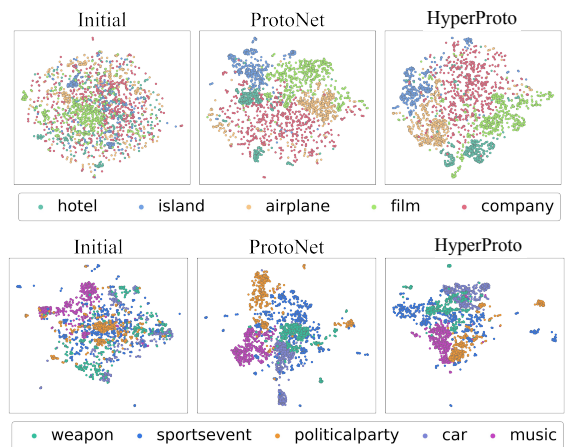 Initial ProtoNet HyperProto
hotel island airplane film company
Initial ProtoNet HyperProto
weapon sportsevent politicalparty car music